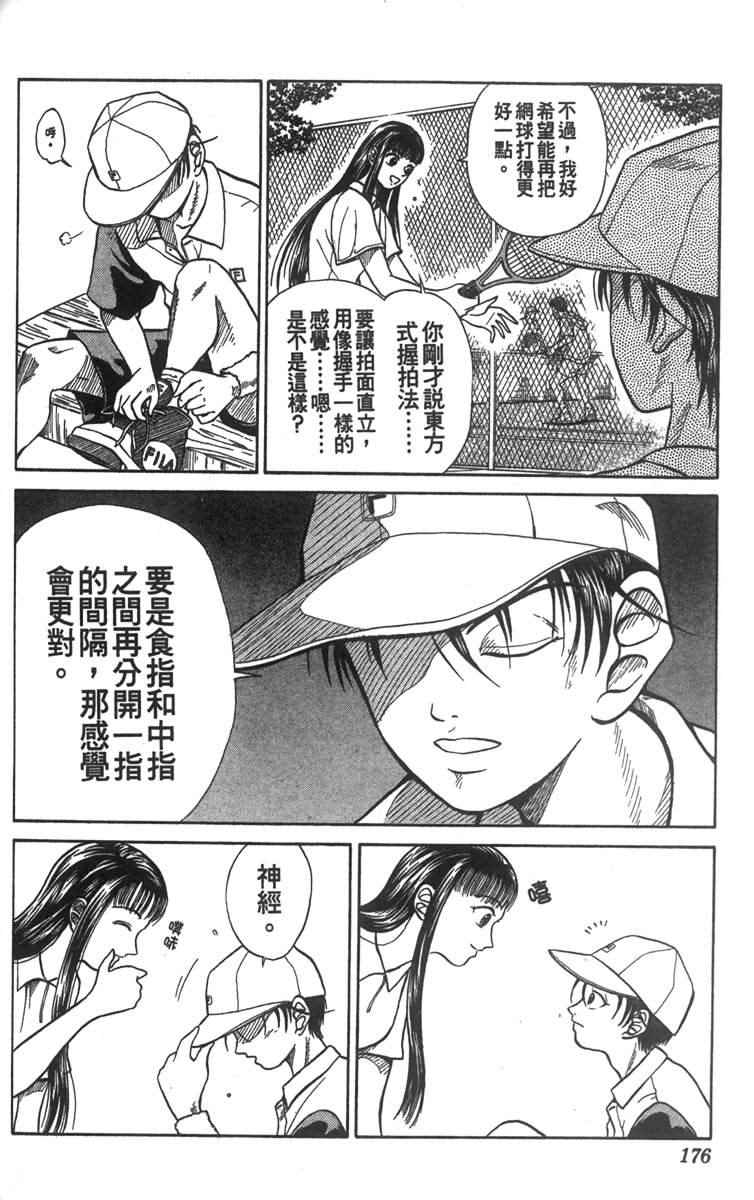 不過，我好
希望能再把
網球打得更
好一點。
你剛才說東方
式握拍法……
要讓拍面直立，
用像握手一樣的
感覺……嗯……
是不是這樣？
哼。
F
FILA
要是食指和中指
之間再分開一指
的間隔，那感覺
會更對。
嘻
神經。
噗哧
176